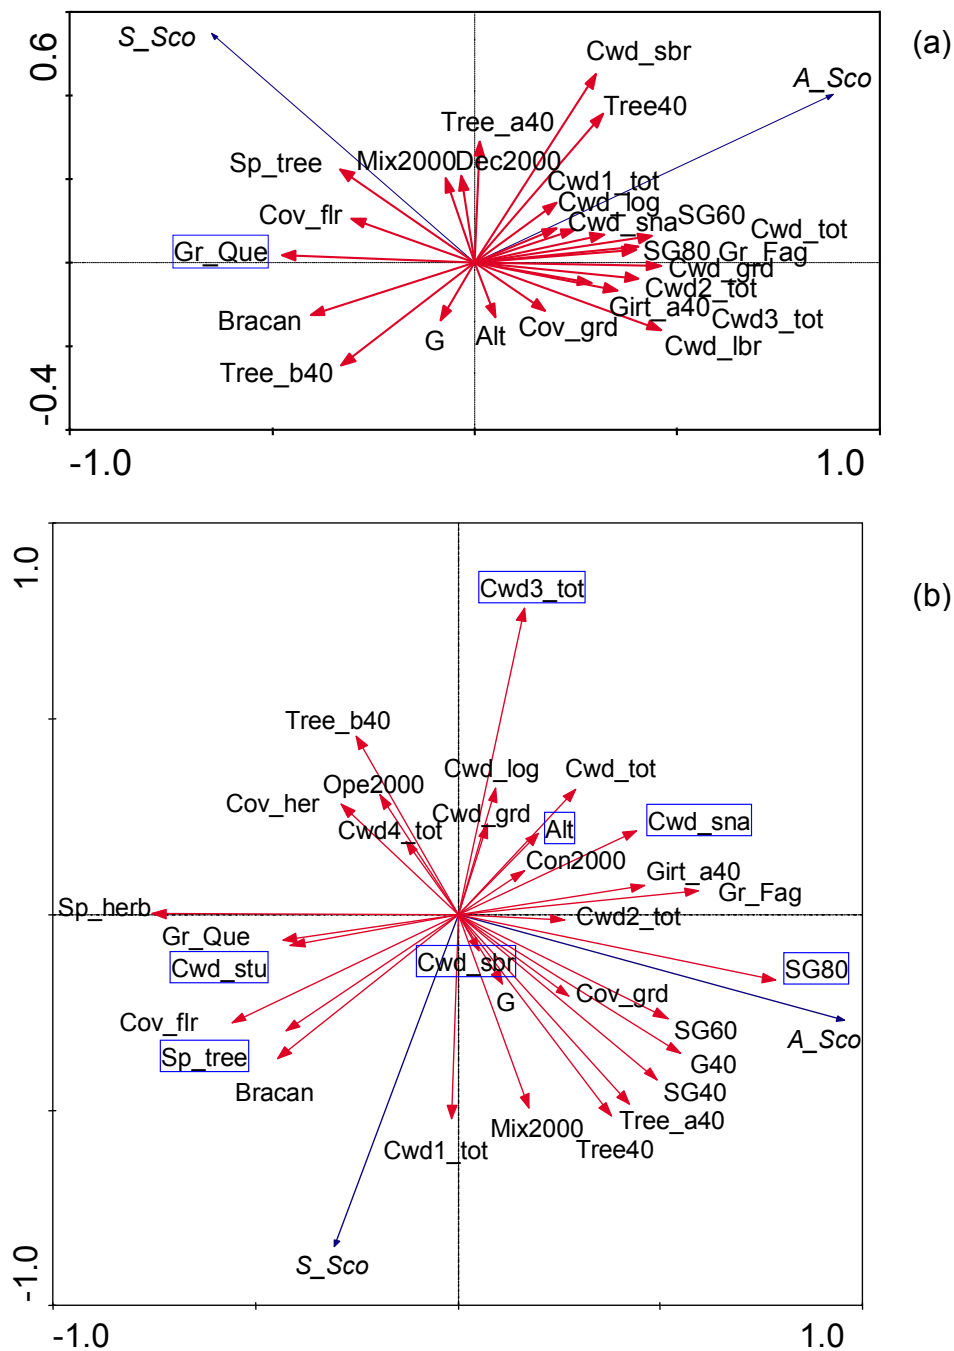 0.6
S_Sco
(a)
Cwd_sbr
A_Sco
Tree40
Tree_a40
Sp_tree
Mix2000
Dec2000
Cwd1_tot
Cov_flr
Cwd_log
SG60
Cwd_sna
Cwd_tot
Gr_Que
SG80
Gr_Fag
Cwd_grd
Cwd2_tot
Girt_a40
Bracan
Cov_grd
Cwd3_tot
G
Alt
Cwd_lbr
Tree_b40
-0.4
-1.0
1.0
1.0
Cwd3_tot
(b)
Tree_b40
Cwd_log
Cwd_tot
Ope2000
Cov_her
Cwd_grd
Cwd4_tot
Alt
Cwd_sna
Con2000
Girt_a40
Gr_Fag
Sp_herb
Cwd2_tot
Gr_Que
Cwd_stu
Cwd_sbr
SG80
G
Cov_grd
Cov_flr
SG60
A_Sco
Sp_tree
G40
Bracan
SG40
Tree_a40
Mix2000
Cwd1_tot
Tree40
S_Sco
-1.0
-1.0
1.0